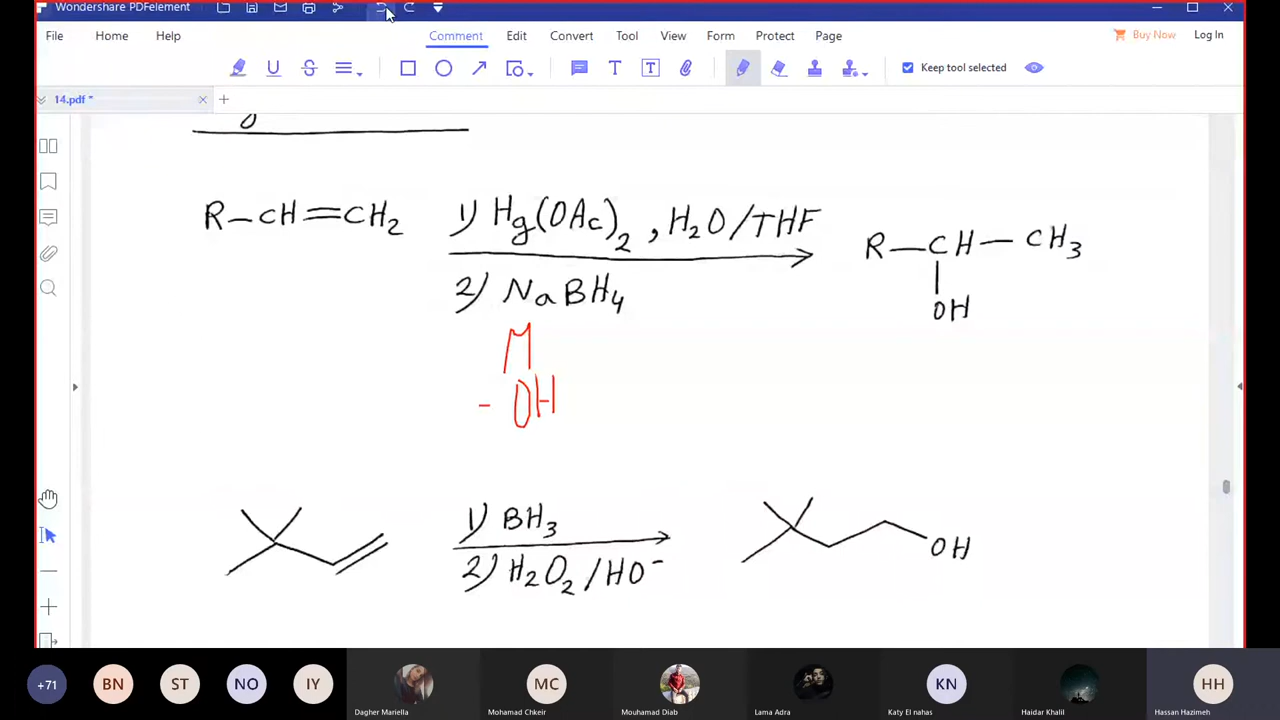 Wondershare PDFelement
File Home Help Comment Edit Convert Tool View Form Protect Page Buy Now Log In
Keep tool selected
14.pdf *
R-CH=CH₂ 1) Hg(OAc)₂, H₂O/THF R-CH-CH₃
2) NaBH₄ OH
M
- OH
1) BH₃
2) H₂O₂/HO⁻ OH
+71 BN ST NO IY MC KN HH
Dagher Mariella Mohamad Chkeir Mouhamad Diab Lama Adra Katy El nahas Haidar Khalil Hassan Hazimeh